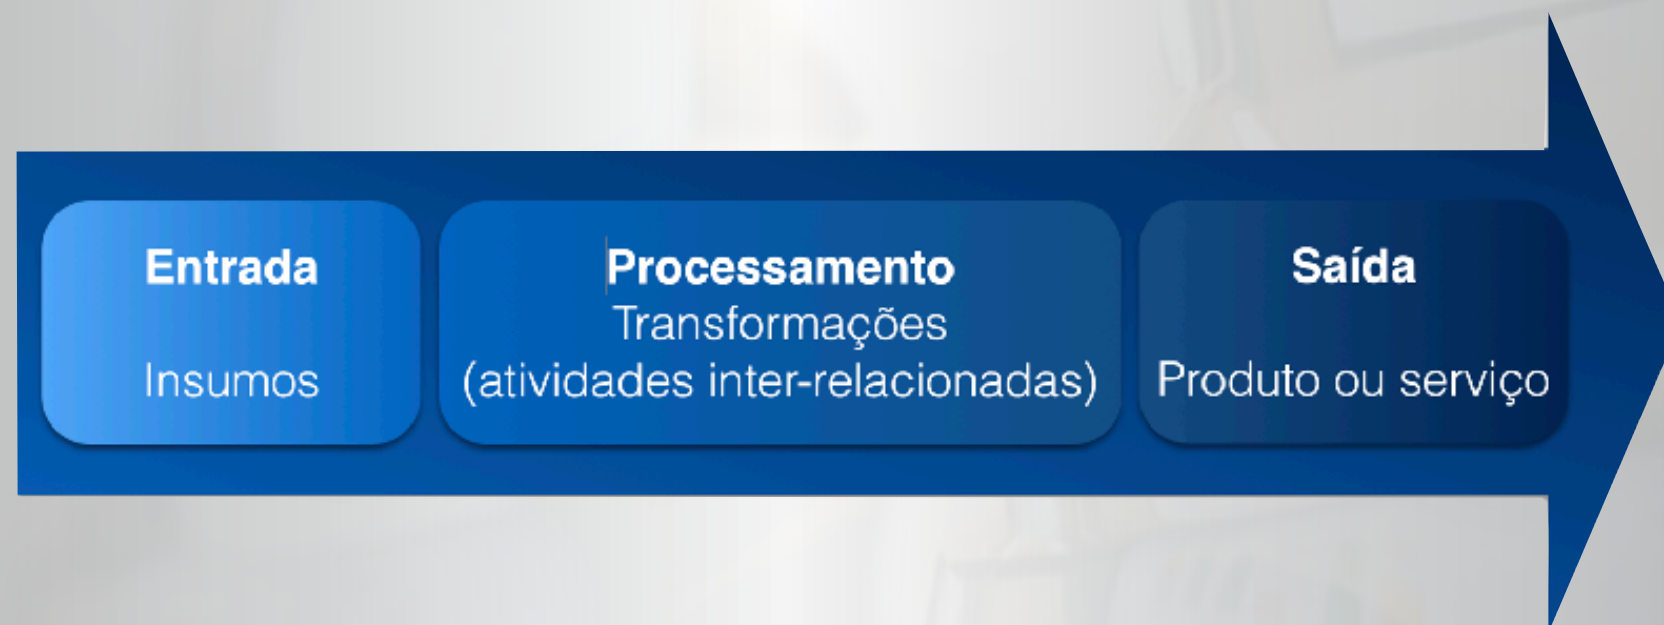 Entrada
Insumos
Processamento
Transformações
(atividades inter-relacionadas)
Saída
Produto ou serviço